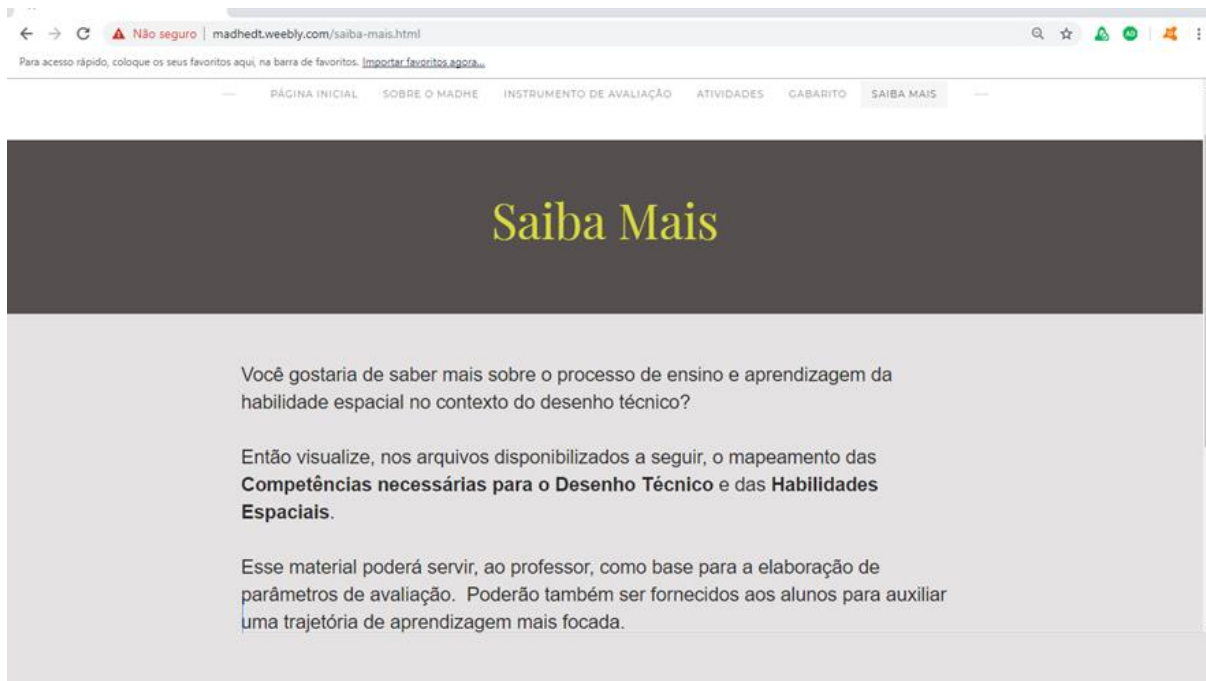 Não seguro | madhedt.weebly.com/saiba-mais.html
Para acesso rápido, coloque os seus favoritos aqui, na barra de favoritos. Importar favoritos agora...
PÁGINA INICIAL SOBRE O MADHE INSTRUMENTO DE AVALIAÇÃO ATIVIDADES GABARITO SAIBA MAIS
Saiba Mais
Você gostaria de saber mais sobre o processo de ensino e aprendizagem da
habilidade espacial no contexto do desenho técnico?
Então visualize, nos arquivos disponibilizados a seguir, o mapeamento das
Competências necessárias para o Desenho Técnico e das Habilidades
Espaciais.
Esse material poderá servir, ao professor, como base para a elaboração de
parâmetros de avaliação. Poderão também ser fornecidos aos alunos para auxiliar
uma trajetória de aprendizagem mais focada.